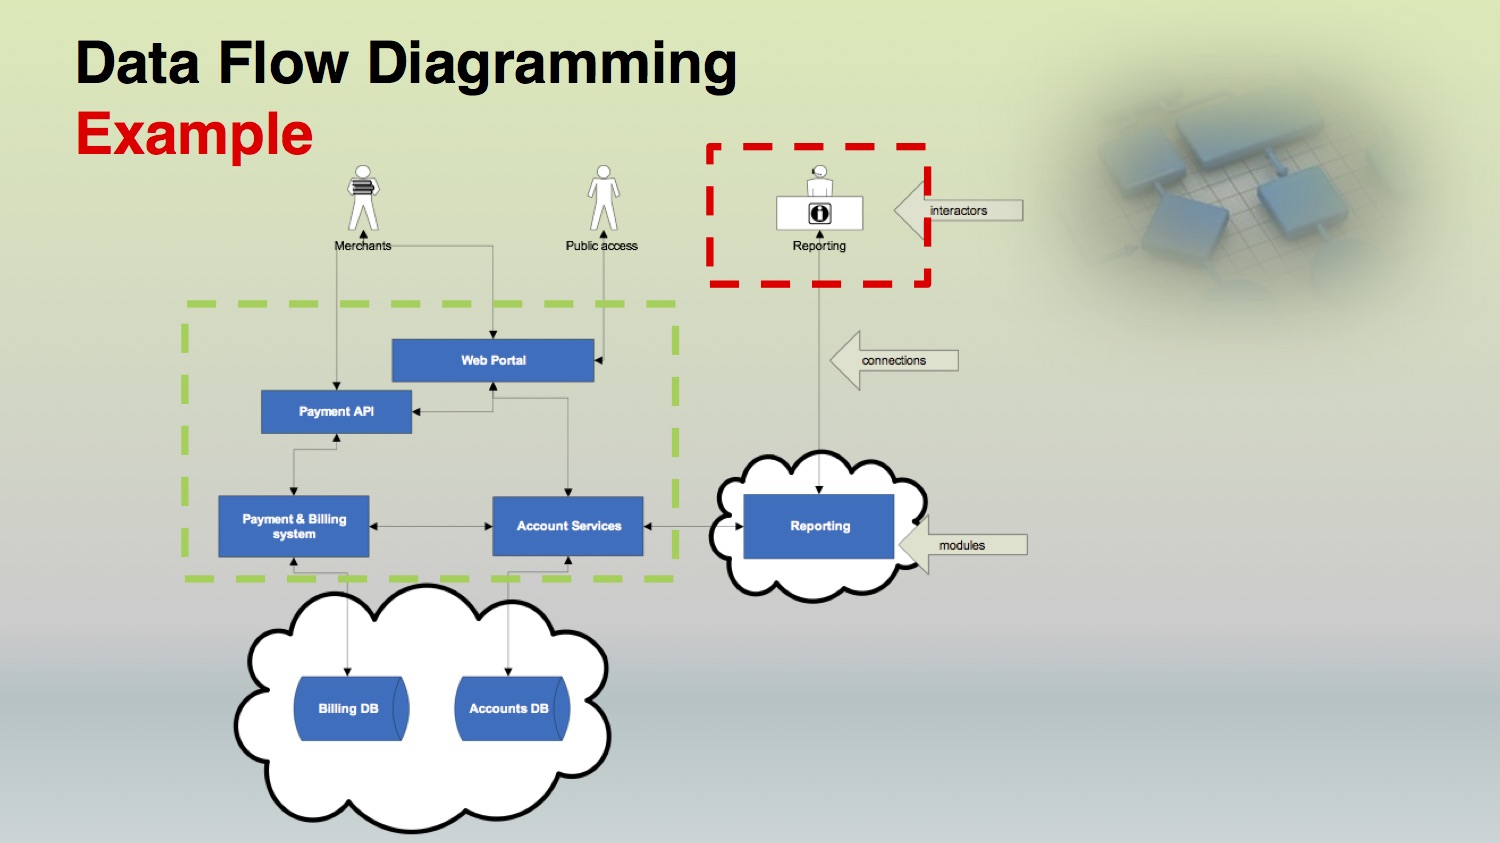 Data Flow Diagramming
Example
Merchants
Public access
Reporting
interactors
Web Portal
connections
Payment API
Payment & Billing
system
Account Services
Reporting
modules
Billing DB
Accounts DB